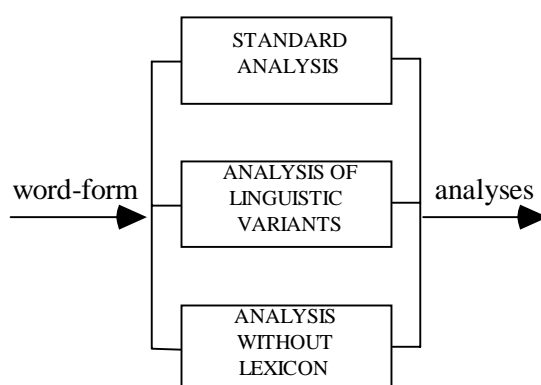 STANDARD
ANALYSIS
word-form
ANALYSIS OF
LINGUISTIC
VARIANTS
analyses
ANALYSIS
WITHOUT
LEXICON